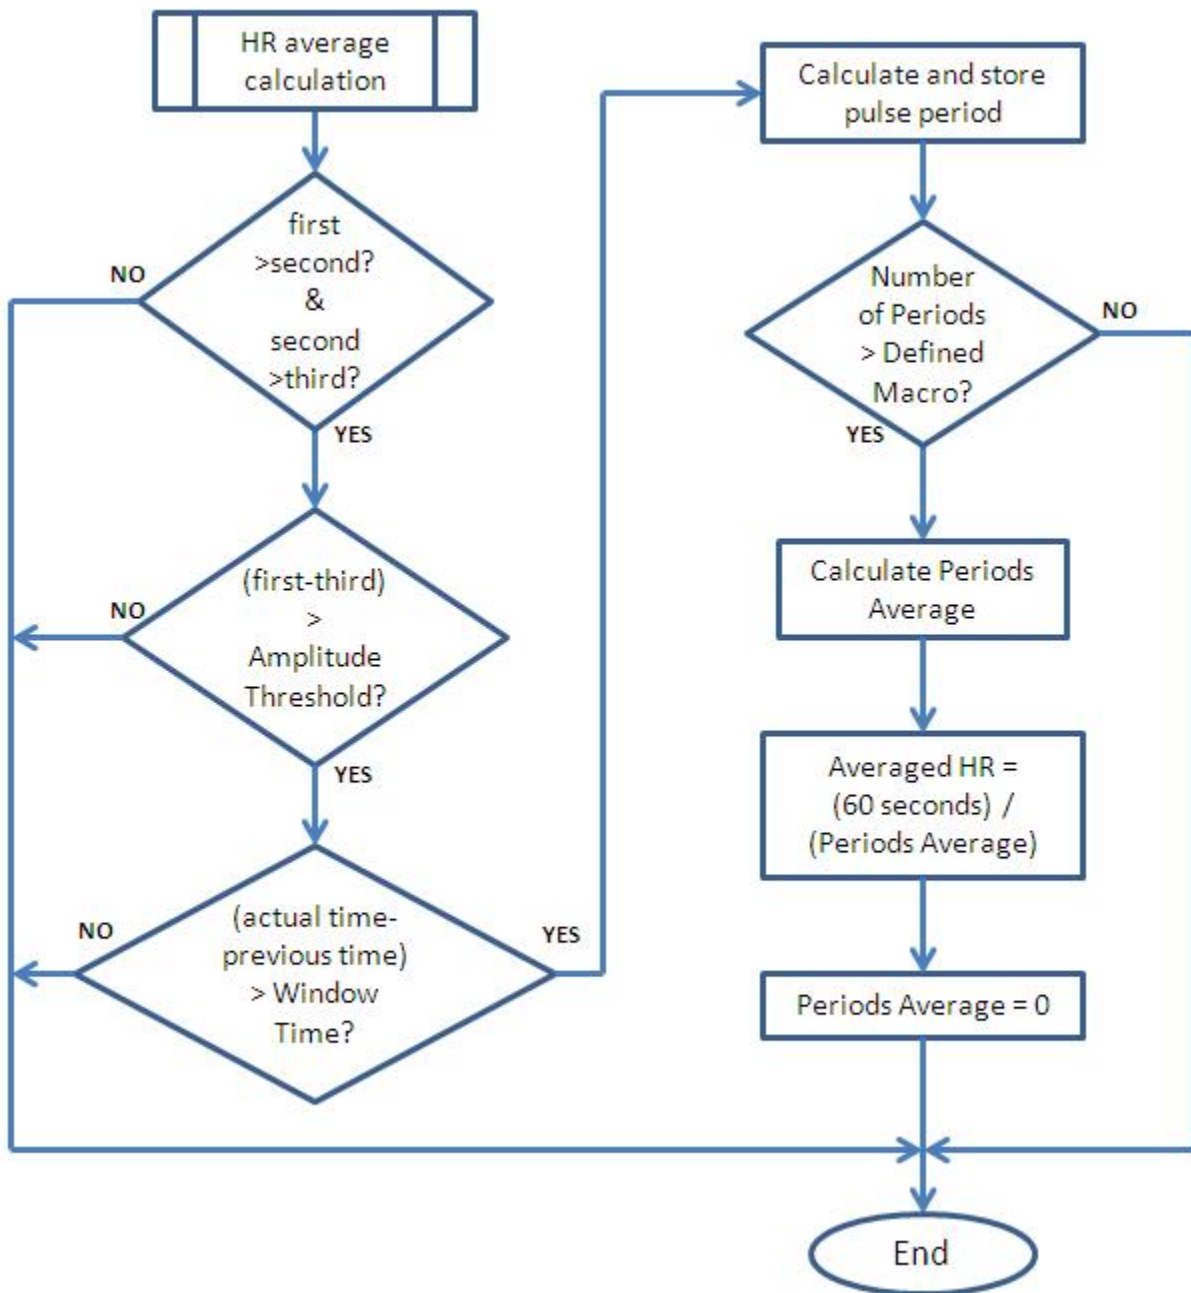 HR average
calculation
first
>second?
&
second
>third?
NO
YES
(first-third)
>
Amplitude
Threshold?
NO
YES
(actual time-
previous time)
> Window
Time?
NO
YES
Calculate and store
pulse period
Number
of Periods
> Defined
Macro?
NO
YES
Calculate Periods
Average
Averaged HR =
(60 seconds) /
(Periods Average)
Periods Average = 0
End